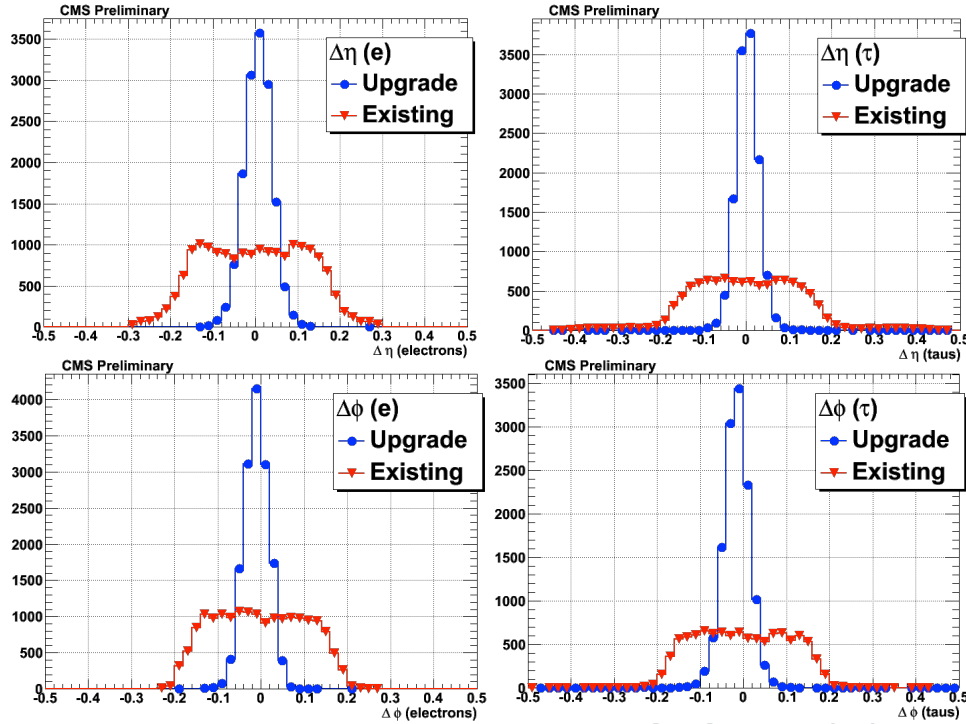 CMS Preliminary
3500
3000
2500
2000
1500
1000
500
0
Δη (e)
Upgrade
Existing
-0.5 -0.4 -0.3 -0.2 -0.1 0 0.1 0.2 0.3 0.4 0.5
Δ η (electrons)
CMS Preliminary
3500
3000
2500
2000
1500
1000
500
0
Δη (τ)
Upgrade
Existing
-0.5 -0.4 -0.3 -0.2 -0.1 0 0.1 0.2 0.3 0.4 0.5
Δ η (taus)
CMS Preliminary
4000
3500
3000
2500
2000
1500
1000
500
0
Δϕ (e)
Upgrade
Existing
-0.5 -0.4 -0.3 -0.2 -0.1 0 0.1 0.2 0.3 0.4 0.5
Δ ϕ (electrons)
CMS Preliminary
3500
3000
2500
2000
1500
1000
500
0
Δϕ (τ)
Upgrade
Existing
-0.5 -0.4 -0.3 -0.2 -0.1 0 0.1 0.2 0.3 0.4 0.5
Δ ϕ (taus)